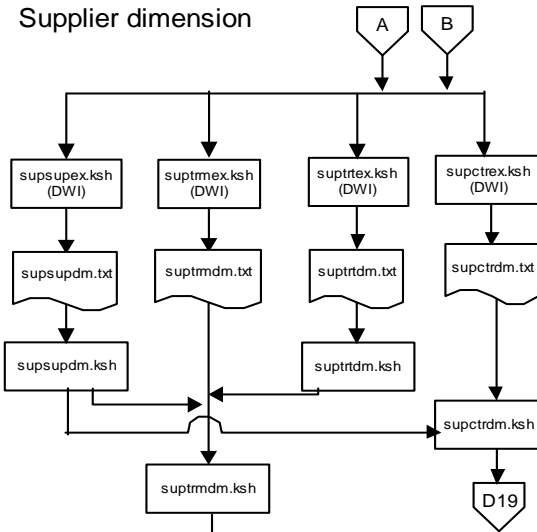 Supplier dimension
A
B
supsupex.ksh
(DWI)
suptrmex.ksh
(DWI)
suptrtex.ksh
(DWI)
supctrex.ksh
(DWI)
supsupdm.txt
suptrmdm.txt
suptrtdm.txt
supctrdm.txt
supsupdm.ksh
suptrtdm.ksh
supctrdm.ksh
suptrmdm.ksh
D19